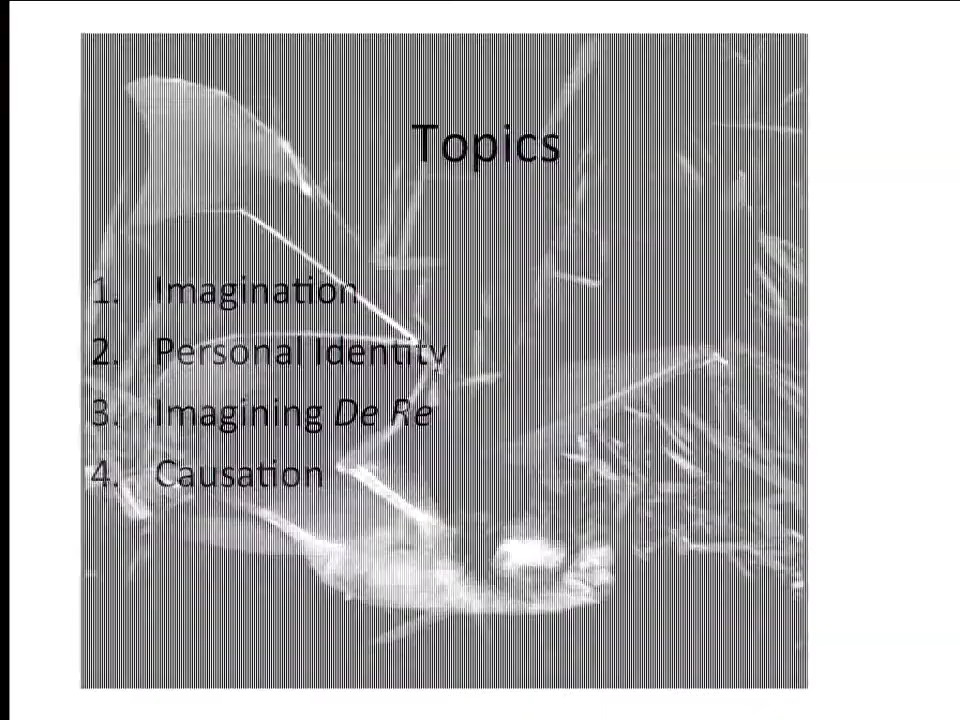 Topics
1. Imagination
2. Personal Identity
3. Imagining De Re
4. Causation